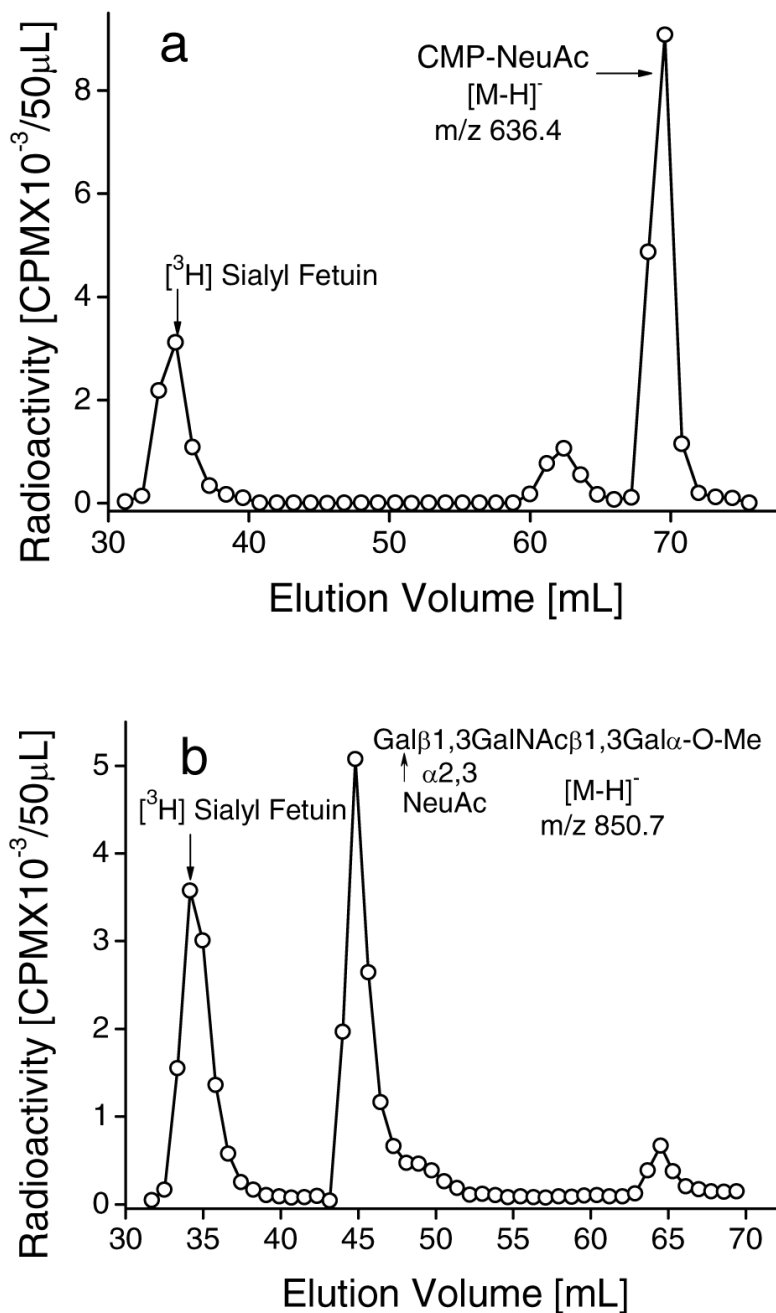 a
CMP-NeuAc
[M-H]⁻
m/z 636.4
[³H] Sialyl Fetuin
Radioactivity [CPMX10⁻³/50μL]
8
6
4
2
0
30 40 50 60 70
Elution Volume [mL]
b
Galβ1,3GalNAcβ1,3Galα-O-Me
α2,3
NeuAc
[M-H]⁻
m/z 850.7
[³H] Sialyl Fetuin
Radioactivity [CPMX10⁻³/50μL]
5
4
3
2
1
0
30 35 40 45 50 55 60 65 70
Elution Volume [mL]